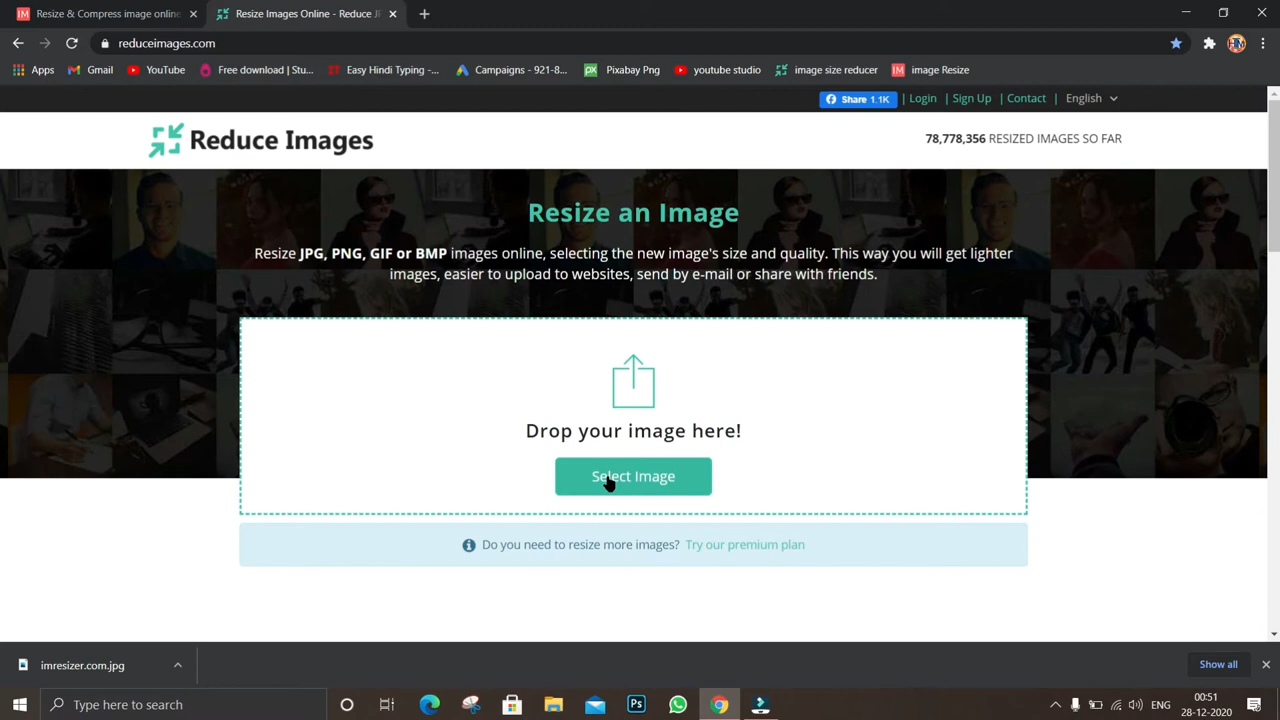 Resize & Compress image online
Resize Images Online - Reduce JP
reduceimages.com
Apps
Gmail
YouTube
Free download | Stu...
Easy Hindi Typing -...
Campaigns - 921-8...
Pixabay Png
youtube studio
image size reducer
image Resize
Share 1.1K | Login | Sign Up | Contact | English
Reduce Images
78,778,356 RESIZED IMAGES SO FAR
Resize an Image
Resize JPG, PNG, GIF or BMP images online, selecting the new image's size and quality. This way you will get lighter
images, easier to upload to websites, send by e-mail or share with friends.
Drop your image here!
Select Image
Do you need to resize more images? Try our premium plan
imresizer.com.jpg
Show all
Type here to search
ENG
00:51
28-12-2020